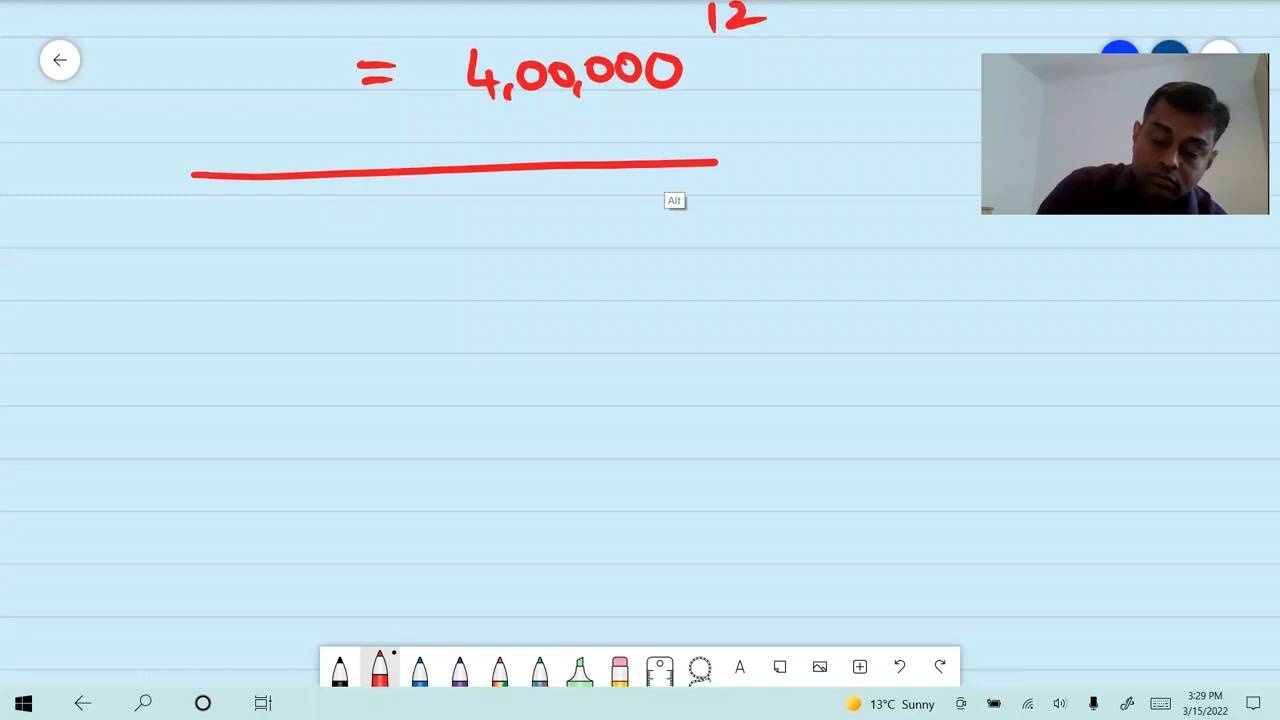 12
= 4,00,000
Alt
A
13°C Sunny
3:29 PM
3/15/2022